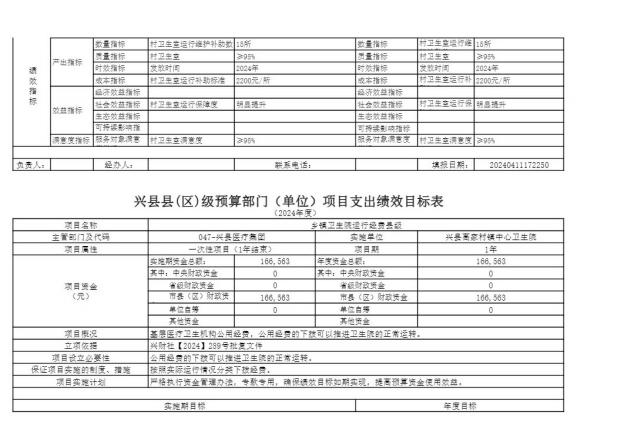 绩效指标 产出指标 数量指标 村卫生室运行维护补助数 15所 数量指标 村卫生室运行维 15所
质量指标 村卫生室 ≥95% 质量指标 村卫生室 ≥95%
时效指标 发放时间 2024年 时效指标 发放时间 2024年
成本指标 村卫生室运行补助标准 2200元/所 成本指标 村卫生室运行补 2200元/所
效益指标 经济效益指标 经济效益指标
社会效益指标 村卫生室运行保障度 明显提升 社会效益指标 村卫生室运行保 明显提升
生态效益指标 生态效益指标
可持续影响指 可持续影响指标
满意度指标 服务对象满意 村卫生室满意度 ≥95% 服务对象满意 村卫生室满意度 ≥95%
负责人: 经办人: 联系电话: 填报日期: 20240411172250
兴县县(区)级预算部门(单位)项目支出绩效目标表
(2024年度)
项目名称 乡镇卫生院运行经费县级
主管部门及代码 047-兴县医疗集团 实施单位 兴县高家村镇中心卫生院
项目属性 一次性项目(1年结束) 项目期 1年
项目资金(元) 实施期资金总额: 166,563 年度资金总额: 166,563
其中:中央财政资金 0 其中:中央财政资金 0
省级财政资金 0 省级财政资金 0
市县(区)财政资 166,563 市县(区)财政资金 166,563
单位自筹 0 单位自筹 0
其他资金 其他资金
项目概况 基层医疗卫生机构公用经费,公用经费的下拨可以推进卫生院的正常运转。
立项依据 兴财社【2024】289号批复文件
项目设立必要性 公用经费的下拨可以推进卫生院的正常运转。
保证项目实施的制度、措施 按照实际运行情况分类下拨经费。
项目实施计划 严格执行资金管理办法,专款专用,确保绩效目标如期实现,提高预算资金使用效益。
实施期目标 年度目标